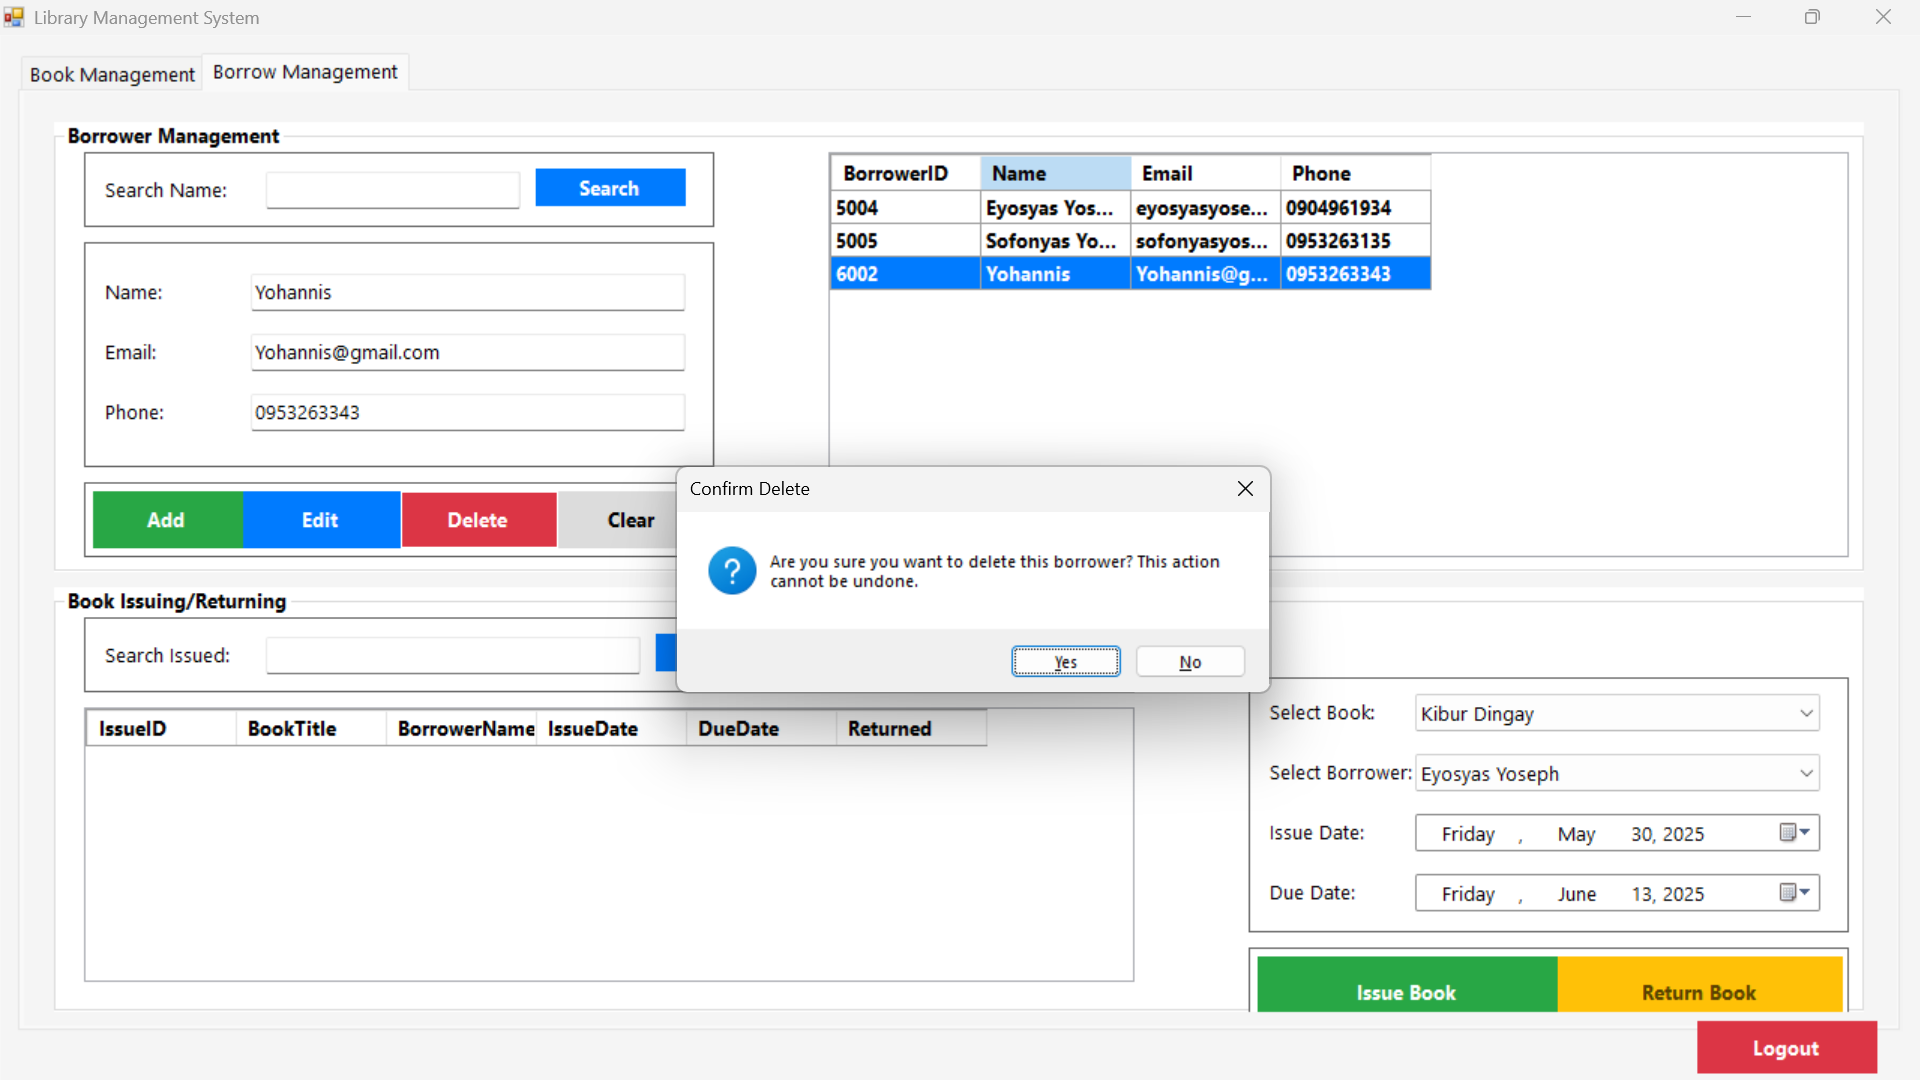 Library Management System
Book Management
Borrow Management
Borrower Management
Search Name:
Search
Name:
Yohannis
Email:
Yohannis@gmail.com
Phone:
0953263343
Add
Edit
Delete
Clear
BorrowerID Name Email Phone
5004 Eyosyas Yos... eyosyasyose... 0904961934
5005 Sofonyas Yo... sofonyasyos... 0953263135
6002 Yohannis Yohannis@g... 0953263343
Confirm Delete
?
Are you sure you want to delete this borrower? This action
cannot be undone.
Yes
No
Book Issuing/Returning
Search Issued:
IssueID BookTitle BorrowerName IssueDate DueDate Returned
Select Book:
Kibur Dingay
Select Borrower:
Eyosyas Yoseph
Issue Date:
Friday , May 30, 2025
Due Date:
Friday , June 13, 2025
Issue Book
Return Book
Logout